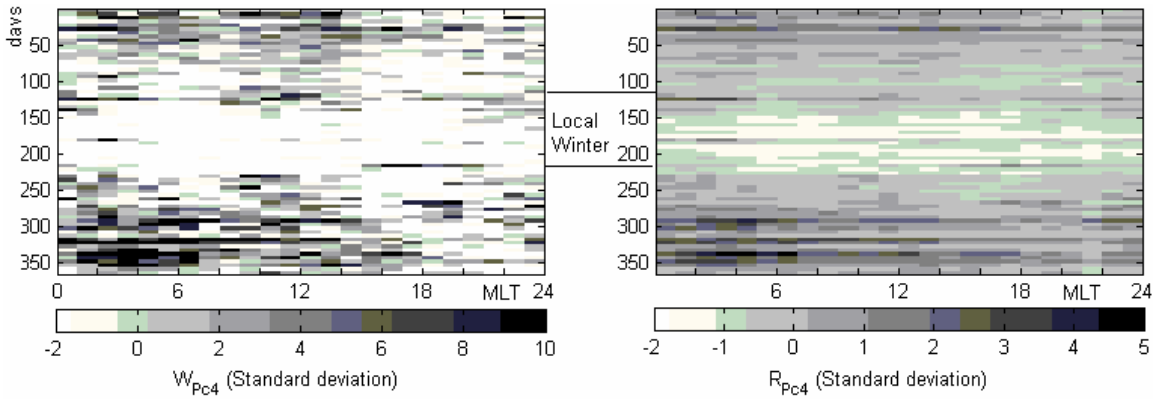 days
50
100
150
200
250
300
350
0 6 12 18 MLT 24
-2 0 2 4 6 8 10
W_Pc4 (Standard deviation)
Local
Winter
50
100
150
200
250
300
350
6 12 18 MLT 24
-2 -1 0 1 2 3 4 5
R_Pc4 (Standard deviation)